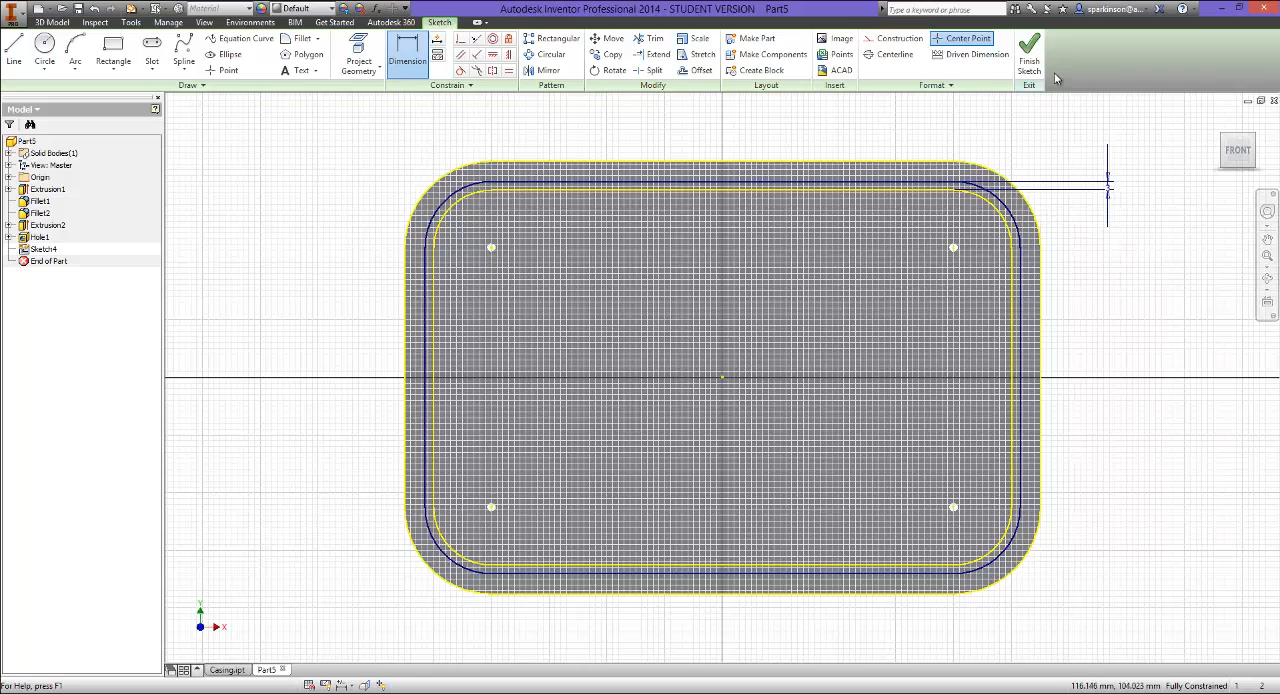 Material Default Autodesk Inventor Professional 2014 - STUDENT VERSION Part5 Type a keyword or phrase sparkinson@a...
PRO 3D Model Inspect Tools Manage View Environments BIM Get Started Autodesk 360 Sketch
Line Circle Arc Rectangle Slot Spline Equation Curve Fillet Project Geometry Dimension Rectangular Move Trim Scale Make Part Image Construction Center Point Finish Sketch
Ellipse Polygon Circular Copy Extend Stretch Make Components Points Centerline Driven Dimension
Point Text Mirror Rotate Split Offset Create Block ACAD
Draw Constrain Pattern Modify Layout Insert Format Exit
Model
Part5
Solid Bodies(1)
View: Master
Origin
Extrusion1
Fillet1
Fillet2
Extrusion2
Hole1
Sketch4
End of Part
FRONT
Y
X
Casing.ipt Part5
For Help, press F1 116.146 mm, 104.023 mm Fully Constrained 1 2